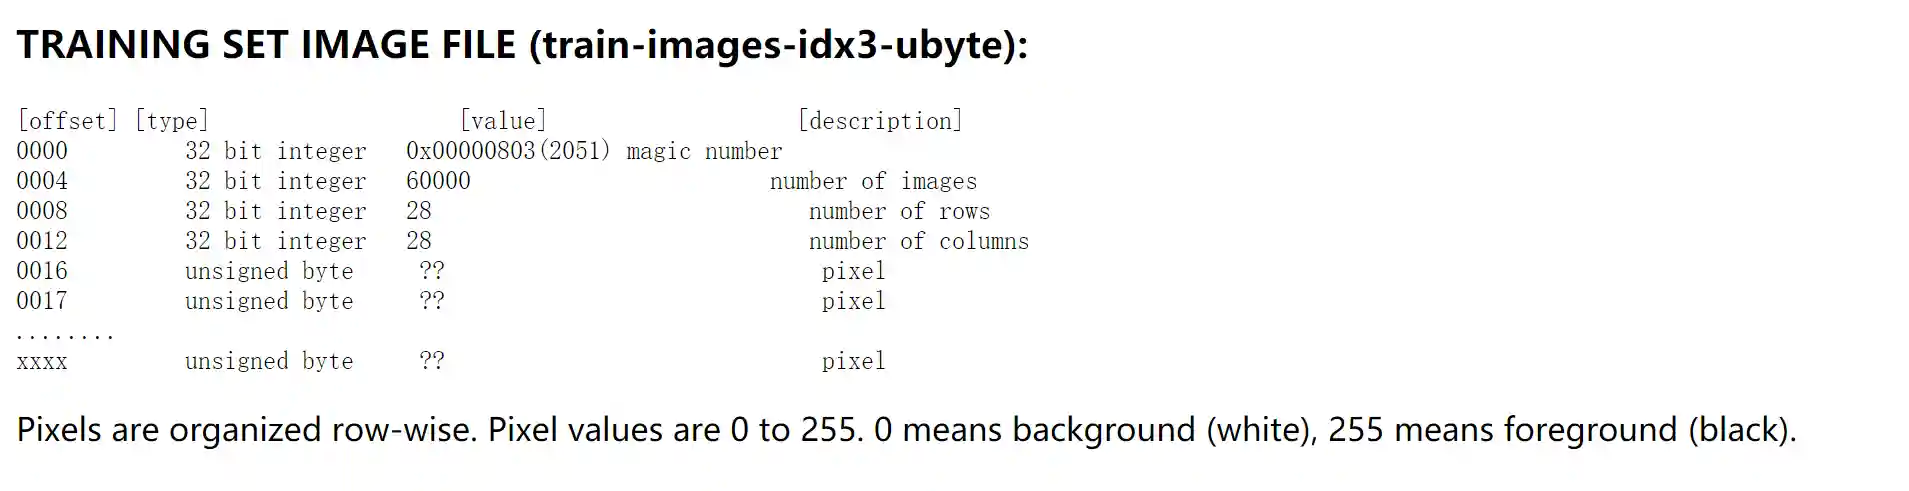 TRAINING SET IMAGE FILE (train-images-idx3-ubyte):
[offset] [type] [value] [description]
0000 32 bit integer 0x00000803(2051) magic number
0004 32 bit integer 60000 number of images
0008 32 bit integer 28 number of rows
0012 32 bit integer 28 number of columns
0016 unsigned byte ?? pixel
0017 unsigned byte ?? pixel
........
xxxx unsigned byte ?? pixel
Pixels are organized row-wise. Pixel values are 0 to 255. 0 means background (white), 255 means foreground (black).